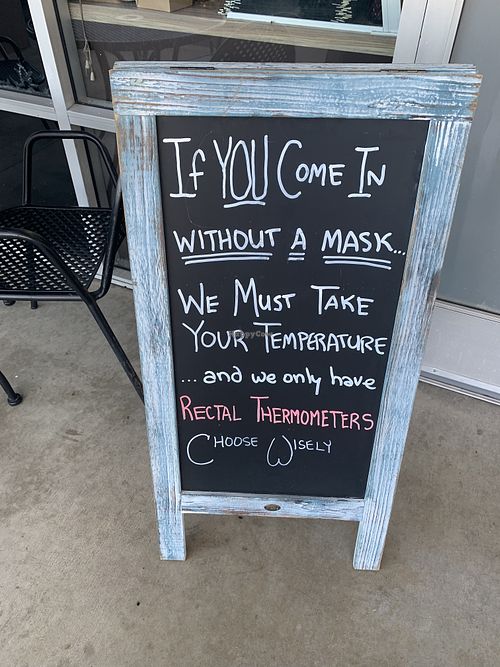 If YOU Come In
WITHOUT A MASK...
We Must Take
Your Temperature
HappyCow
...and we only have
Rectal Thermometers
Choose Wisely